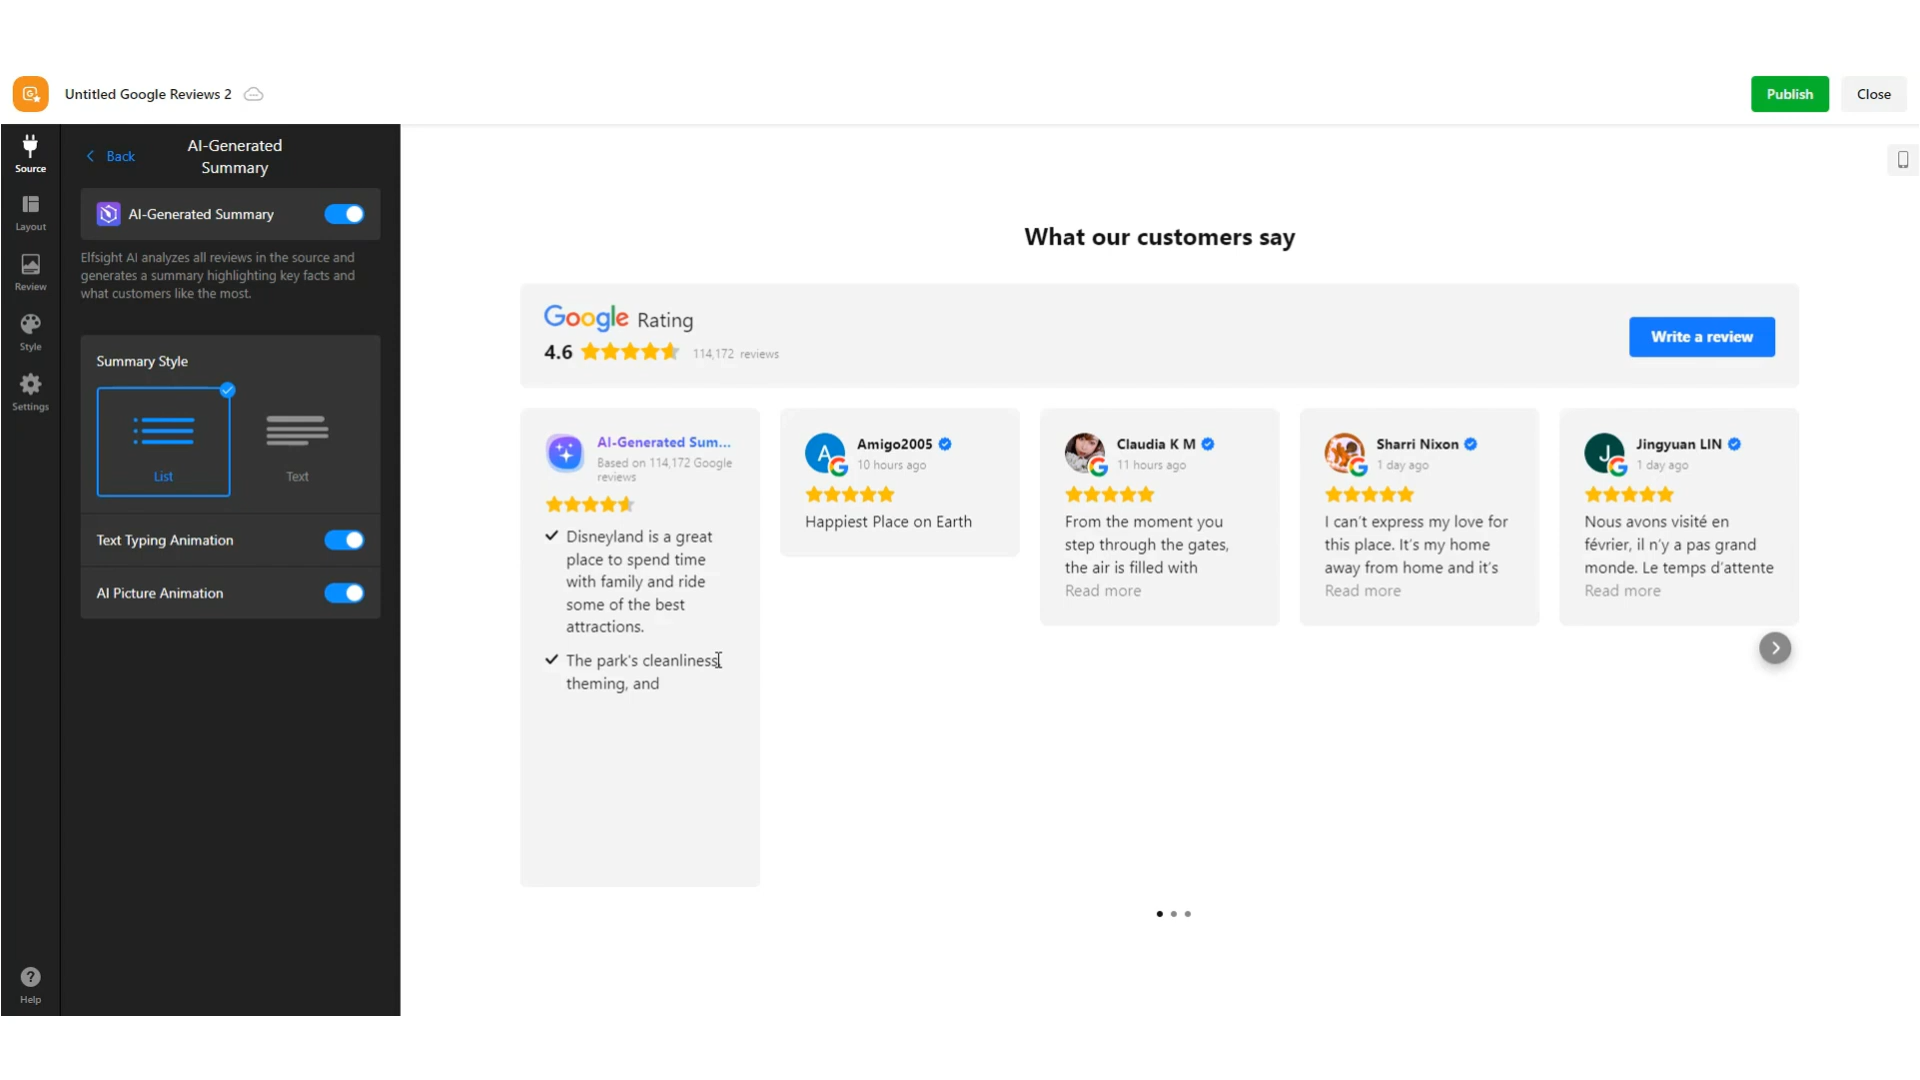 Untitled Google Reviews 2
Publish
Close
Source
Layout
Review
Style
Settings
Help
Back
AI-Generated
Summary
AI-Generated Summary
Elfsight AI analyzes all reviews in the source and
generates a summary highlighting key facts and
what customers like the most.
Summary Style
List
Text
Text Typing Animation
AI Picture Animation
What our customers say
Google Rating
4.6
114,172 reviews
Write a review
AI-Generated Sum...
Based on 114,172 Google
reviews
Disneyland is a great
place to spend time
with family and ride
some of the best
attractions.
The park's cleanliness,
theming, and
A
Amigo2005
10 hours ago
Happiest Place on Earth
Claudia K M
11 hours ago
From the moment you
step through the gates,
the air is filled with
Read more
Sharri Nixon
1 day ago
I can't express my love for
this place. It's my home
away from home and it's
Read more
J
Jingyuan LIN
1 day ago
Nous avons visité en
février, il n'y a pas grand
monde. Le temps d'attente
Read more